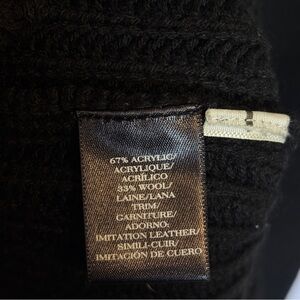 67% ACRYLIC/
ACRYLIQUE/
ACRÍLICO
33% WOOL/
LAINE/LANA
TRIM/
GARNITURE/
ADORNO:
IMITATION LEATHER/
SIMILI-CUIR/
IMITACIÓN DE CUERO